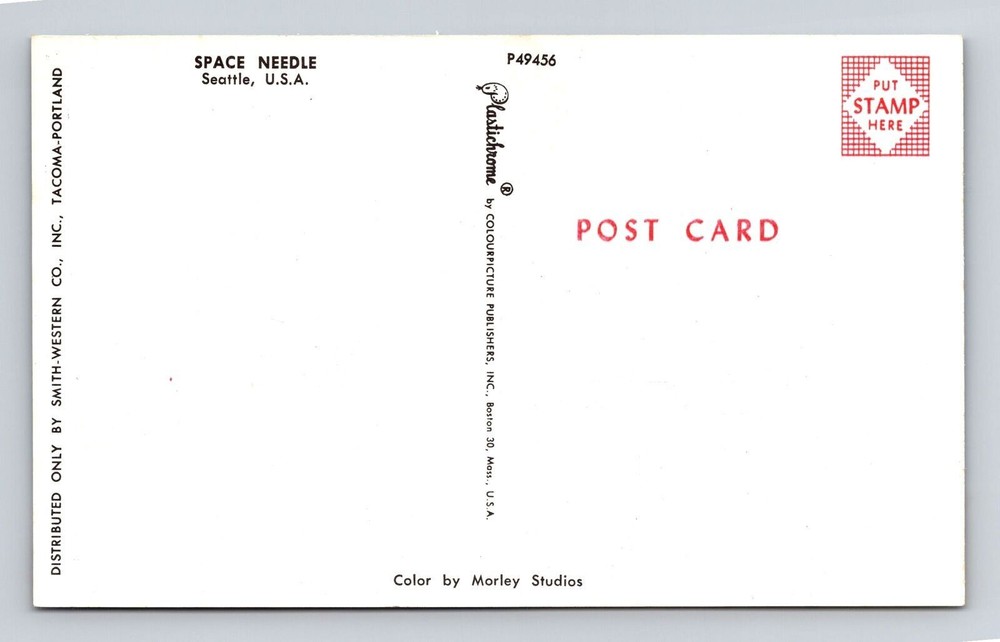 SPACE NEEDLE
Seattle, U.S.A.
P49456
PUT
STAMP
HERE
DISTRIBUTED ONLY BY SMITH-WESTERN CO., INC., TACOMA-PORTLAND
Plastichrome ® by COLOURPICTURE PUBLISHERS, INC., Boston 30, Mass., U.S.A.
POST CARD
Color by Morley Studios